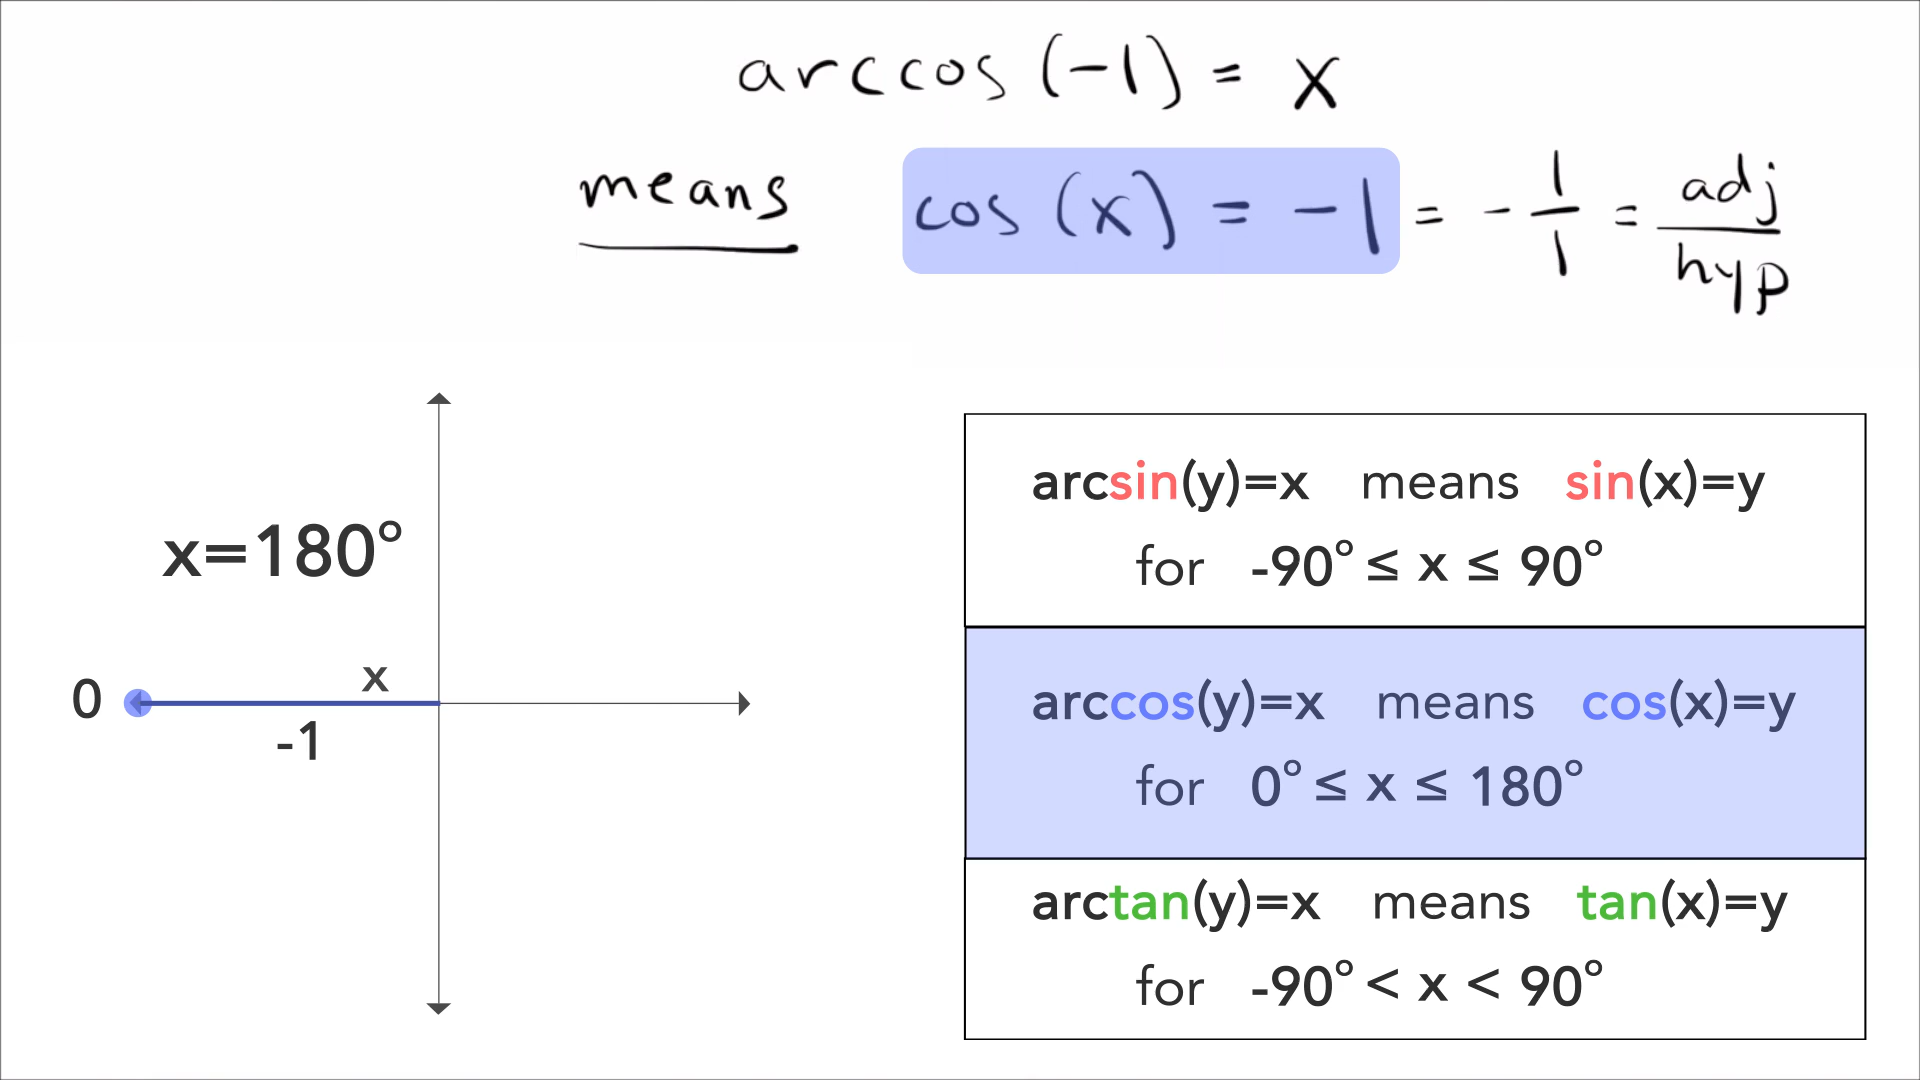 arccos (-1) = x
means cos (x) = -1 = - 1/1 = adj/hyp
x=180°
x
0
-1
arcsin(y)=x means sin(x)=y
for -90° ≤ x ≤ 90°
arccos(y)=x means cos(x)=y
for 0° ≤ x ≤ 180°
arctan(y)=x means tan(x)=y
for -90° < x < 90°